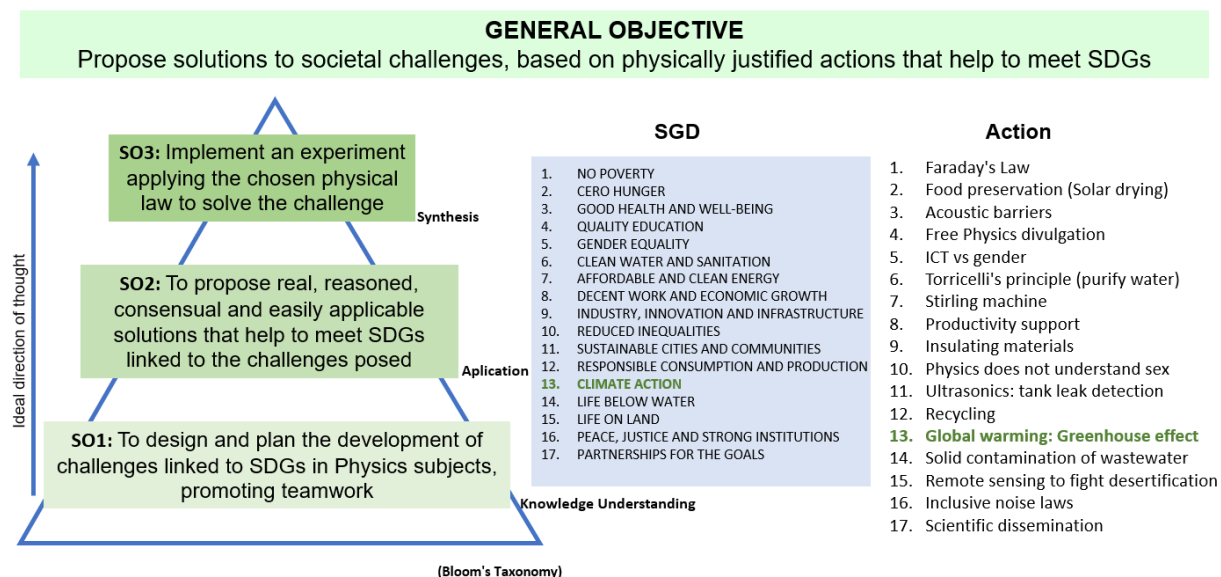 GENERAL OBJECTIVE
Propose solutions to societal challenges, based on physically justified actions that help to meet SDGs
Ideal direction of thought
SO3: Implement an experiment
applying the chosen physical
law to solve the challenge
Synthesis
SO2: To propose real, reasoned,
consensual and easily applicable
solutions that help to meet SDGs
linked to the challenges posed
Aplication
SO1: To design and plan the development of
challenges linked to SDGs in Physics subjects,
promoting teamwork
Knowledge Understanding
(Bloom's Taxonomy)
SGD
1. NO POVERTY
2. CERO HUNGER
3. GOOD HEALTH AND WELL-BEING
4. QUALITY EDUCATION
5. GENDER EQUALITY
6. CLEAN WATER AND SANITATION
7. AFFORDABLE AND CLEAN ENERGY
8. DECENT WORK AND ECONOMIC GROWTH
9. INDUSTRY, INNOVATION AND INFRASTRUCTURE
10. REDUCED INEQUALITIES
11. SUSTAINABLE CITIES AND COMMUNITIES
12. RESPONSIBLE CONSUMPTION AND PRODUCTION
13. CLIMATE ACTION
14. LIFE BELOW WATER
15. LIFE ON LAND
16. PEACE, JUSTICE AND STRONG INSTITUTIONS
17. PARTNERSHIPS FOR THE GOALS
Action
1. Faraday's Law
2. Food preservation (Solar drying)
3. Acoustic barriers
4. Free Physics divulgation
5. ICT vs gender
6. Torricelli's principle (purify water)
7. Stirling machine
8. Productivity support
9. Insulating materials
10. Physics does not understand sex
11. Ultrasonics: tank leak detection
12. Recycling
13. Global warming: Greenhouse effect
14. Solid contamination of wastewater
15. Remote sensing to fight desertification
16. Inclusive noise laws
17. Scientific dissemination